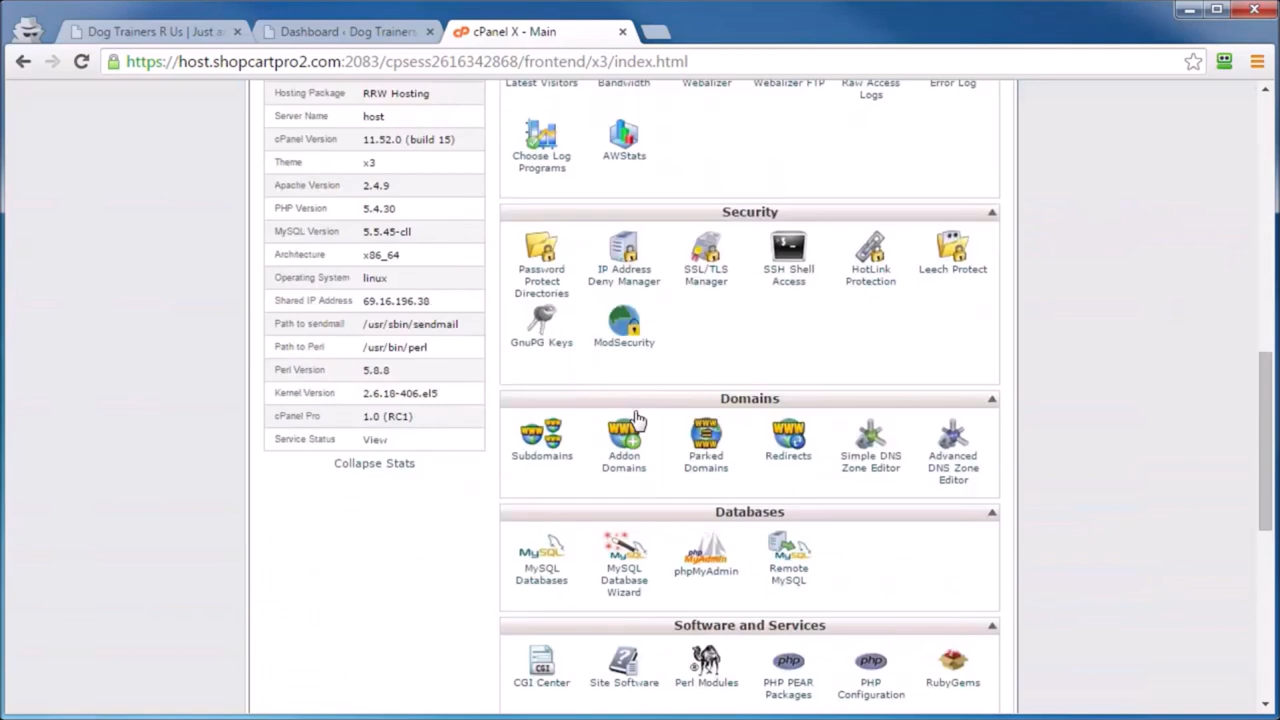 Dog Trainers R Us | Just a
Dashboard ‹ Dog Trainers
cPanel X - Main
https://host.shopcartpro2.com:2083/cpsess2616342868/frontend/x3/index.html
Hosting Package RRW Hosting
Server Name host
cPanel Version 11.52.0 (build 15)
Theme x3
Apache Version 2.4.9
PHP Version 5.4.30
MySQL Version 5.5.45-cll
Architecture x86_64
Operating System linux
Shared IP Address 69.16.196.38
Path to sendmail /usr/sbin/sendmail
Path to Perl /usr/bin/perl
Perl Version 5.8.8
Kernel Version 2.6.18-406.el5
cPanel Pro 1.0 (RC1)
Service Status View
Collapse Stats
Latest Visitors
Bandwidth
Webalizer
Webalizer FTP
Raw Access
Logs
Error Log
Choose Log
Programs
AWStats
Security
Password
Protect
Directories
IP Address
Deny Manager
SSL/TLS
Manager
SSH Shell
Access
HotLink
Protection
Leech Protect
GnuPG Keys
ModSecurity
Domains
Subdomains
Addon
Domains
Parked
Domains
Redirects
Simple DNS
Zone Editor
Advanced
DNS Zone
Editor
Databases
MySQL
Databases
MySQL
Database
Wizard
phpMyAdmin
Remote
MySQL
Software and Services
CGI
CGI Center
Site Software
Perl Modules
php
PHP PEAR
Packages
php
PHP
Configuration
RubyGems